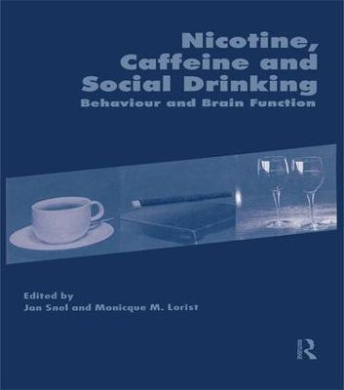 Nicotine,
Caffeine and
Social Drinking
Behaviour and Brain Function
Edited by
Jan Snel and Monicque M. Lorist
R